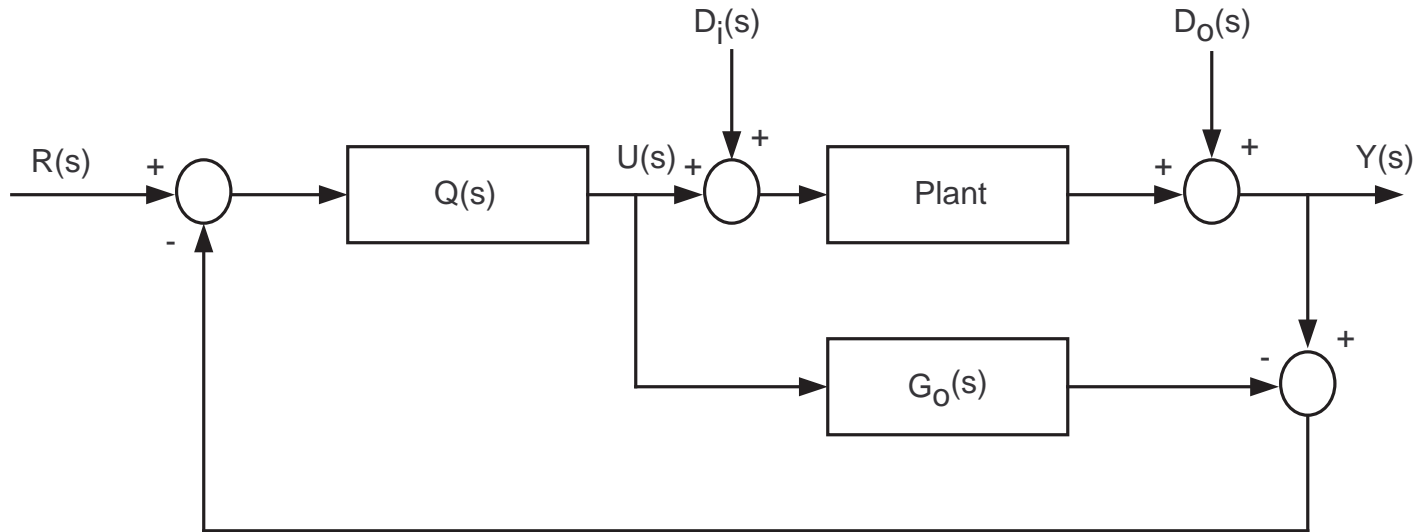 D_i(s)
D_o(s)
+
+
R(s)
+
U(s)
+
+
Y(s)
Q(s)
Plant
-
+
-
G_o(s)